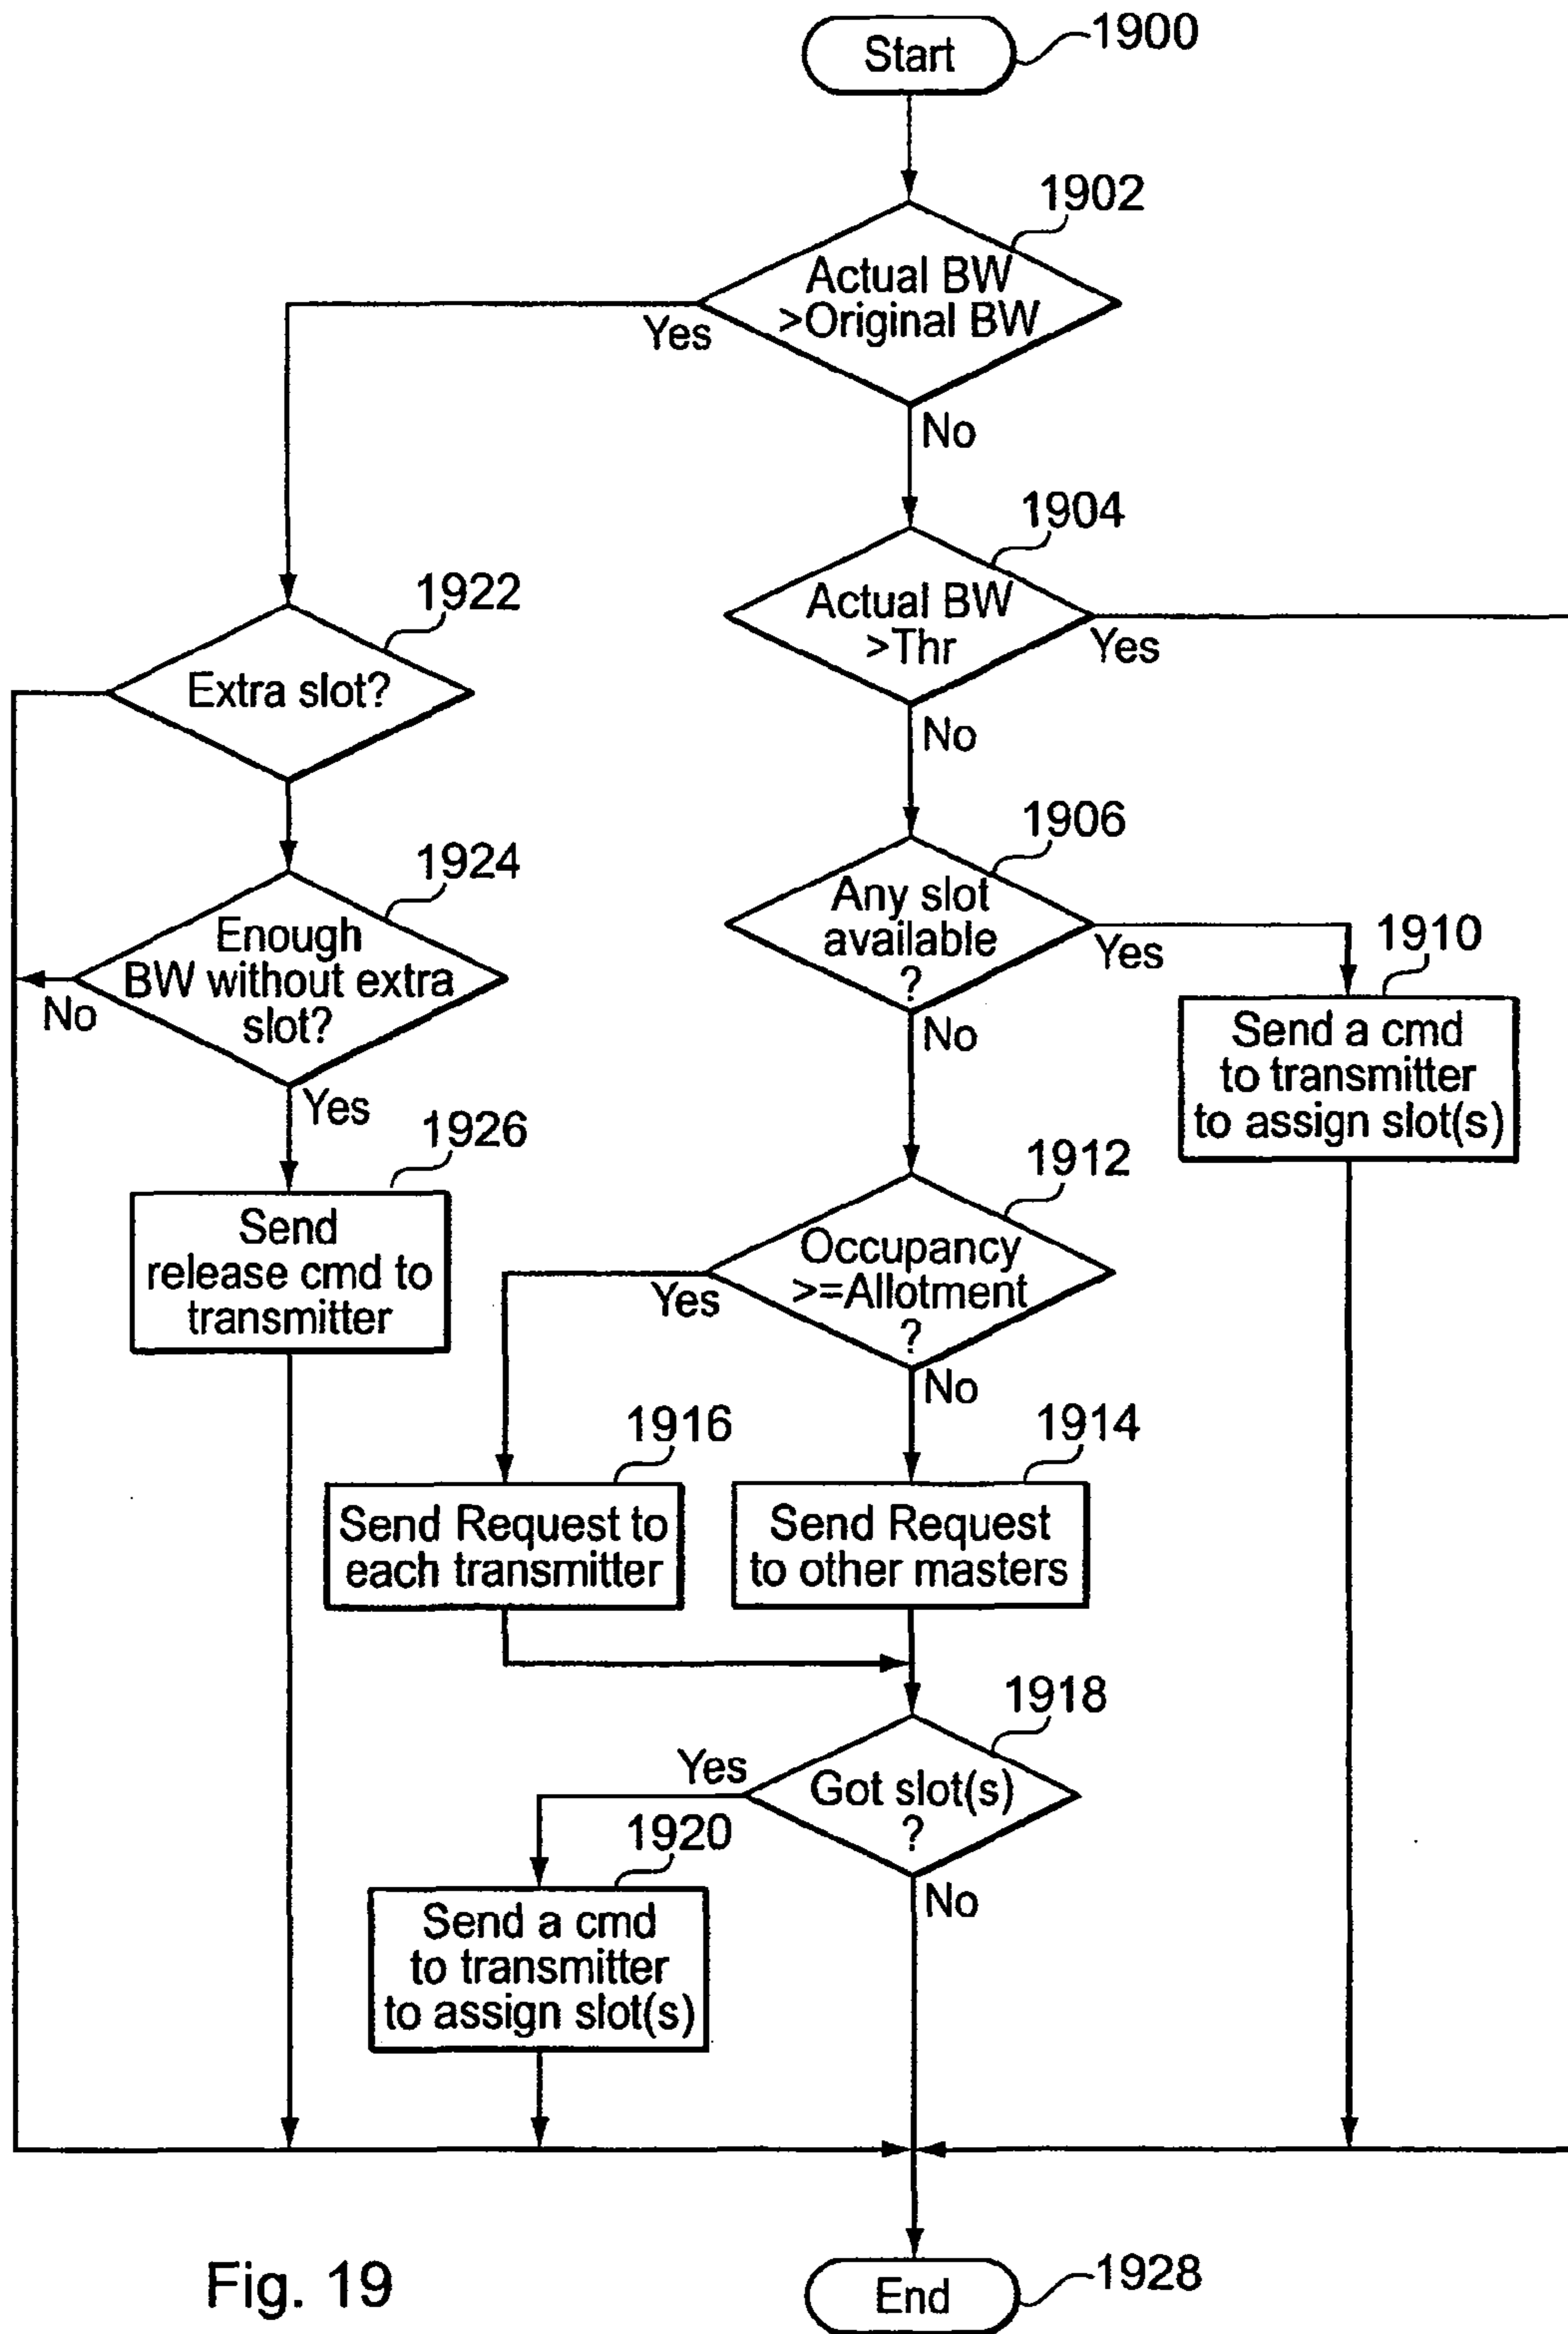 Start
1900
1902
Actual BW
>Original BW
Yes
No
1904
Actual BW
>Thr
Yes
No
1922
Extra slot?
1906
Any slot
available
?
Yes
No
1924
Enough
BW without extra
slot?
No
Yes
1910
Send a cmd
to transmitter
to assign slot(s)
1926
Send
release cmd to
transmitter
1912
Occupancy
>=Allotment
?
Yes
No
1916
Send Request to
each transmitter
1914
Send Request
to other masters
1918
Got slot(s)
?
Yes
No
1920
Send a cmd
to transmitter
to assign slot(s)
End
1928
Fig. 19